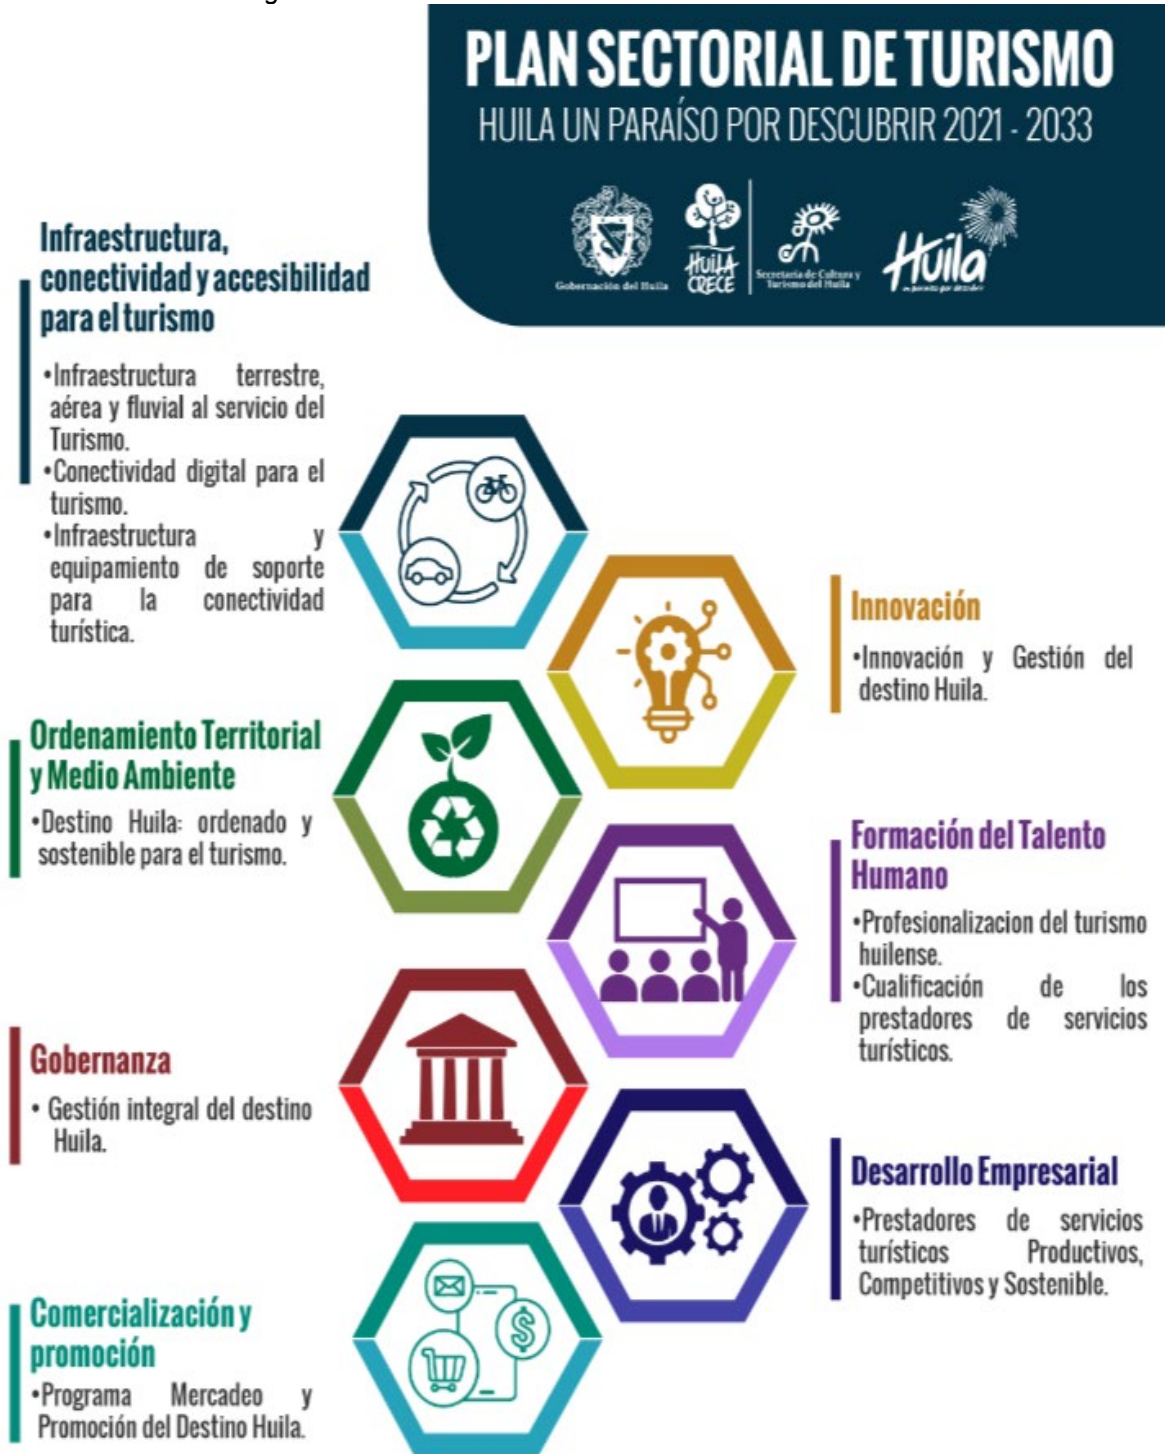 PLAN SECTORIAL DE TURISMO
HUILA UN PARAÍSO POR DESCUBRIR 2021 - 2033
Gobernación del Huila
HUILA
CRECE
Secretaría de Cultura y
Turismo del Huila
Huila
un paraíso por descubrir
Infraestructura,
conectividad y accesibilidad
para el turismo
•Infraestructura terrestre,
aérea y fluvial al servicio del
Turismo.
•Conectividad digital para el
turismo.
•Infraestructura y
equipamiento de soporte
para la conectividad
turística.
Innovación
•Innovación y Gestión del
destino Huila.
Ordenamiento Territorial
y Medio Ambiente
•Destino Huila: ordenado y
sostenible para el turismo.
Formación del Talento
Humano
•Profesionalizacion del turismo
huilense.
•Cualificación de los
prestadores de servicios
turísticos.
Gobernanza
• Gestión integral del destino
Huila.
Desarrollo Empresarial
•Prestadores de servicios
turísticos Productivos,
Competitivos y Sostenible.
Comercialización y
promoción
•Programa Mercadeo y
Promoción del Destino Huila.
$